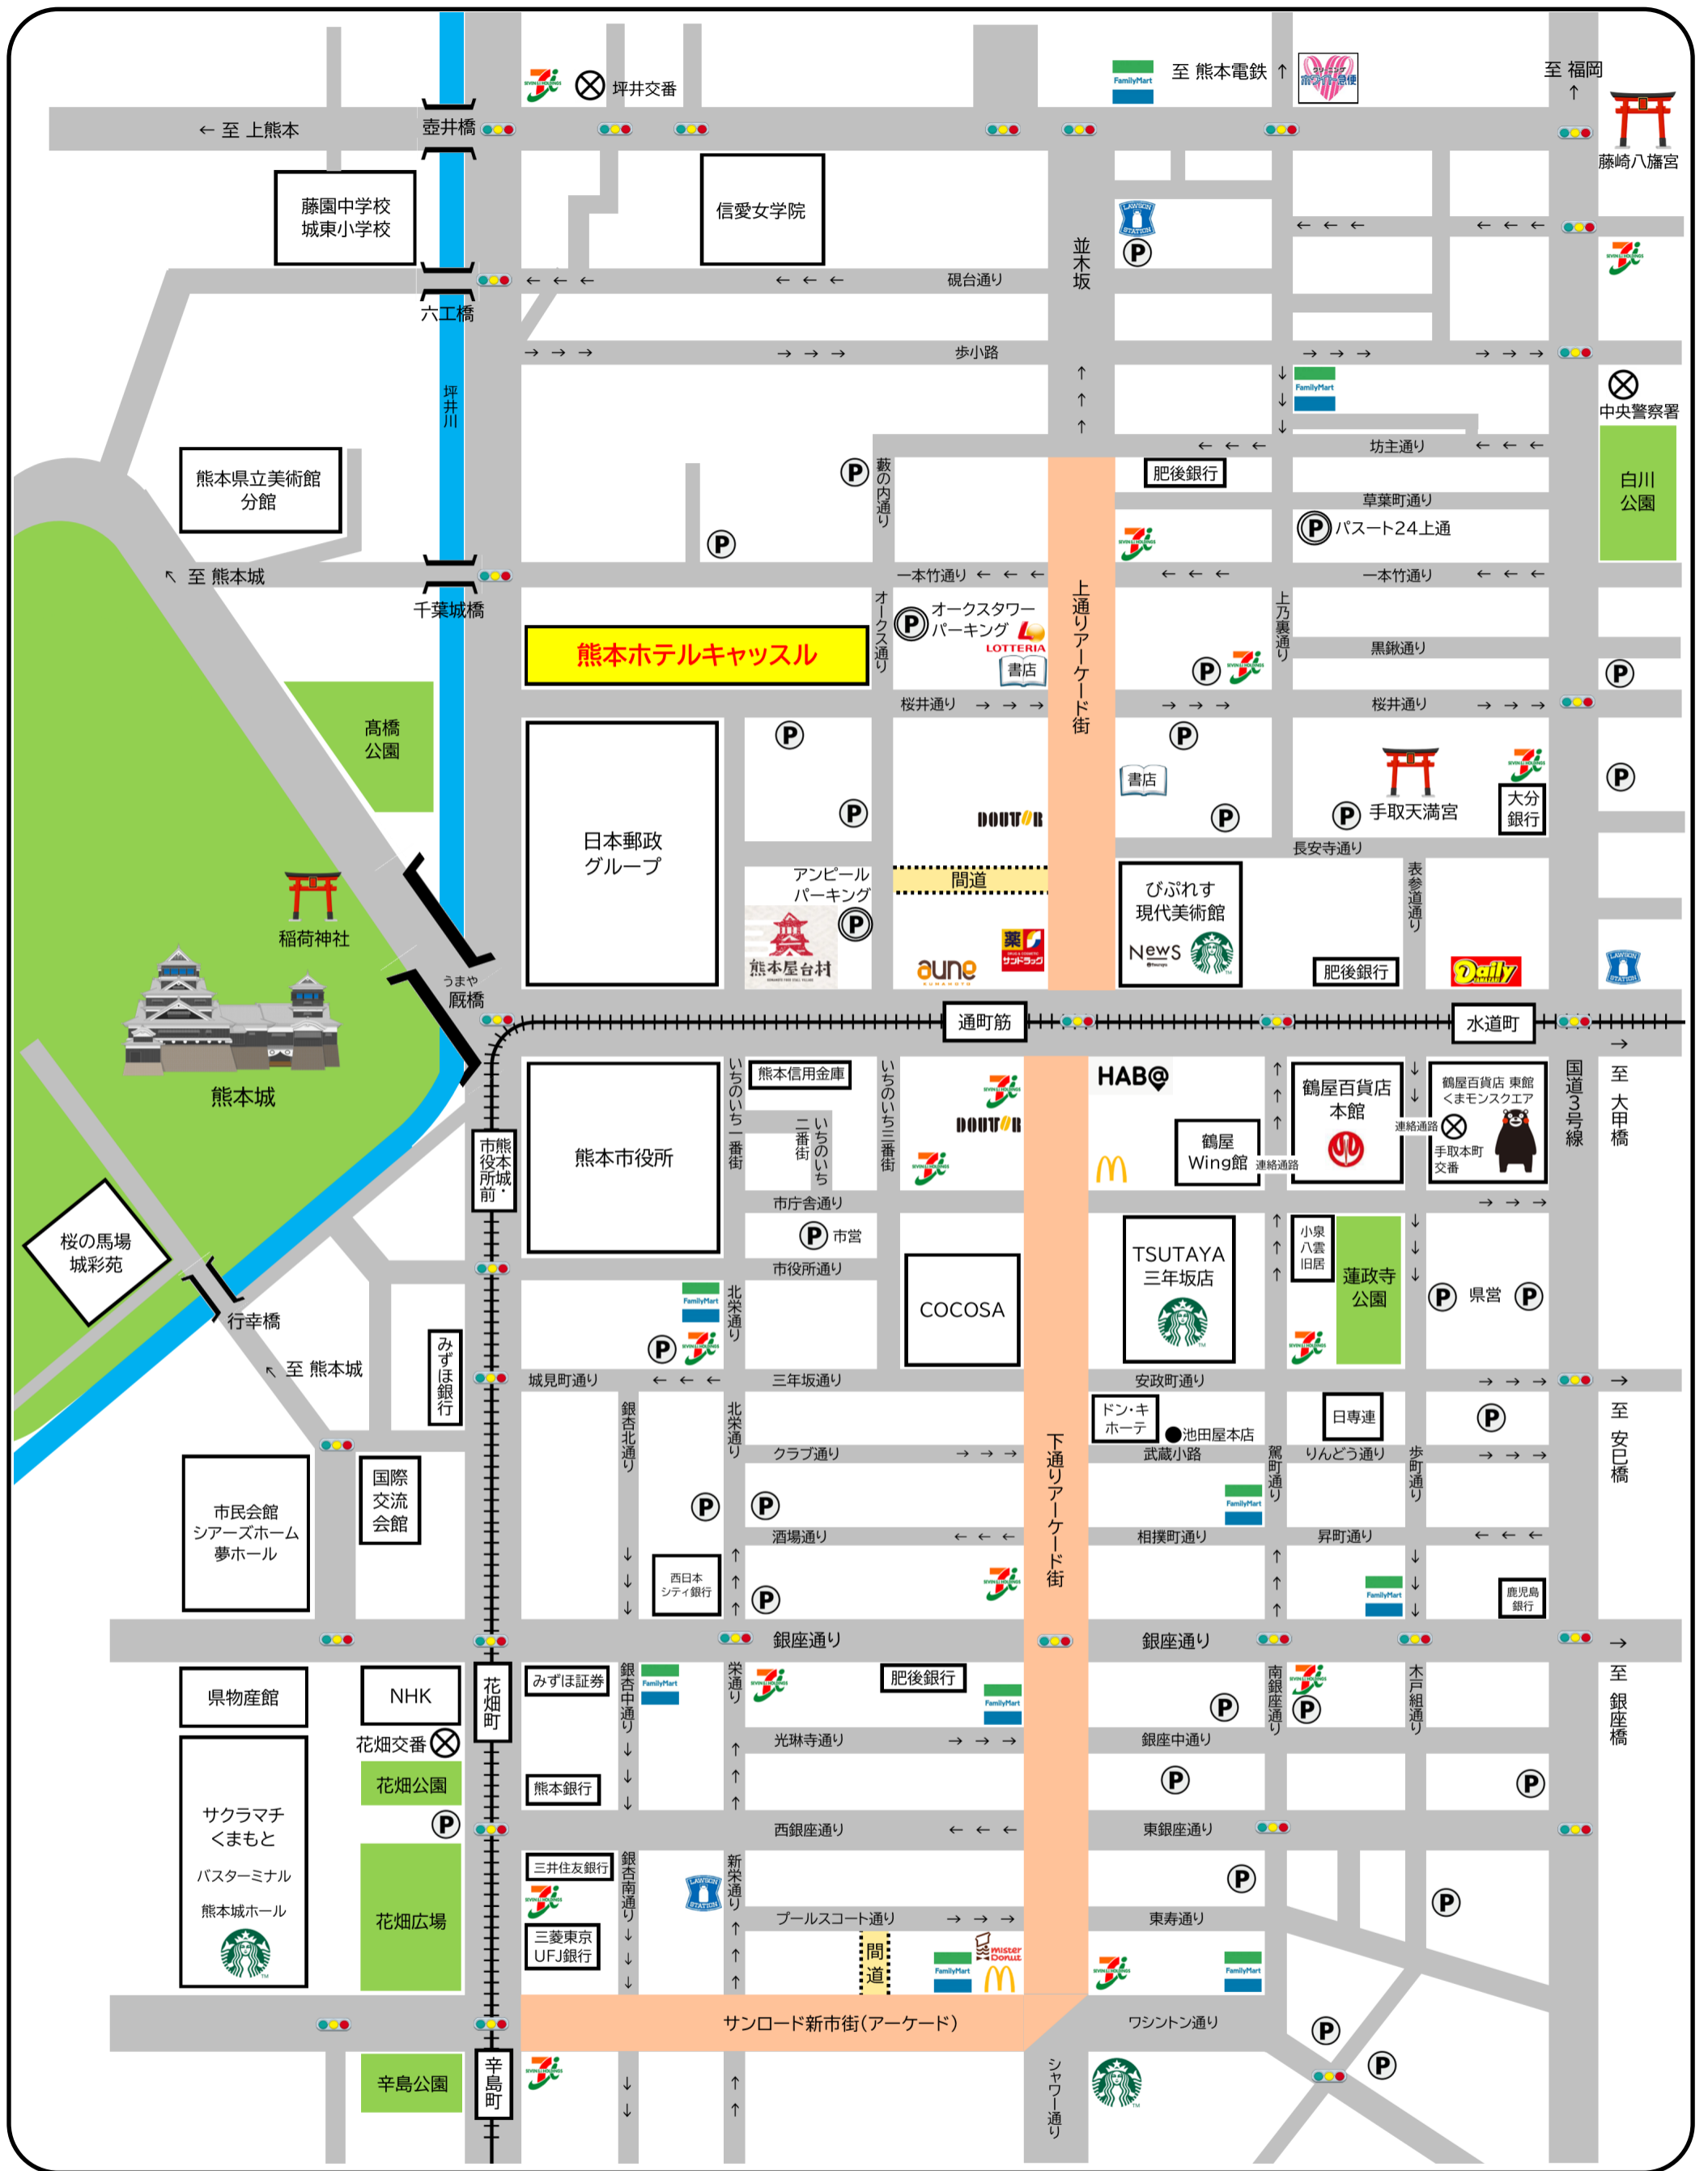 FamilyMart
至 熊本電鉄 ↑
クリーニング
ホワイト急便
至 福岡
↑
坪井交番
← 至 上熊本
壺井橋
藤崎八旛宮
藤園中学校
城東小学校
信愛女学院
LAWSON
STATION
P
← ← ←
← ← ←
並木坂
六工橋
← ← ←
← ← ←
硯台通り
→ → →
→ → →
歩小路
→ → →
→ → →
坪井川
FamilyMart
中央警察署
← ← ←
坊主通り
← ← ←
熊本県立美術館
分館
P
藪の内通り
肥後銀行
草葉町通り
白川
公園
P
P パスート24上通
↖ 至 熊本城
千葉城橋
一本竹通り ← ← ←
← ← ←
一本竹通り
← ← ←
オークス通り
P オークスタワー
パーキング
LOTTERIA
書店
上通りアーケード街
上乃裏通り
熊本ホテルキャッスル
P
黒鍬通り
P
桜井通り → → →
→ → →
桜井通り
→ → →
髙橋
公園
日本郵政
グループ
P
P
P
書店
P
P
手取天満宮
大分
銀行
P
DOUTOR
長安寺通り
アンピール
パーキング
P
間道
びぷれす
現代美術館
NewS
表参道通り
稲荷神社
熊本屋台村
aune
KUMAMOTO
薬
サンドラッグ
肥後銀行
Daily
LAWSON
STATION
うまや
厩橋
熊本城
通町筋
水道町
→
熊本城・
市役所前
熊本市役所
いちのいち一番街
熊本信用金庫
いちのいち
二番街
いちのいち三番街
DOUTOR
HAB@
鶴屋
Wing館
連絡通路
鶴屋百貨店
本館
連絡通路
鶴屋百貨店 東館
くまモンスクエア
手取本町
交番
国道3号線
至 大甲橋
市庁舎通り
→ → →
P 市営
市役所通り
桜の馬場
城彩苑
行幸橋
↖ 至 熊本城
みずほ銀行
FamilyMart
P
北栄通り
COCOSA
TSUTAYA
三年坂店
小泉
八雲
旧居
蓮政寺
公園
P 県営 P
城見町通り
← ← ←
三年坂通り
安政町通り
→ → →
→
至 安巳橋
銀杏北通り
北栄通り
ドン・キ
ホーテ
●池田屋本店
日専連
P
クラブ通り
→ → →
武蔵小路
駕町通り
りんどう通り
歩町通り
→ → →
下通りアーケード街
市民会館
シアーズホーム
夢ホール
国際
交流
会館
P
P
FamilyMart
酒場通り
← ← ←
相撲町通り
昇町通り
← ← ←
西日本
シティ銀行
P
FamilyMart
鹿児島
銀行
銀座通り
銀座通り
→
至 銀座橋
県物産館
NHK
花畑町
みずほ証券
銀杏中通り
FamilyMart
栄通り
肥後銀行
FamilyMart
P
南銀座通り
P
木戸組通り
花畑交番
光琳寺通り
→ → →
銀座中通り
花畑公園
熊本銀行
P
P
P
西銀座通り
← ← ←
東銀座通り
サクラマチ
くまもと
バスターミナル
熊本城ホール
花畑広場
三井住友銀行
銀杏南通り
LAWSON
STATION
新栄通り
P
P
プールスコート通り
→ → →
東寿通り
三菱東京
UFJ銀行
間道
FamilyMart
mister
Donut
FamilyMart
サンロード新市街(アーケード)
ワシントン通り
P
P
辛島公園
辛島町
シャワー通り